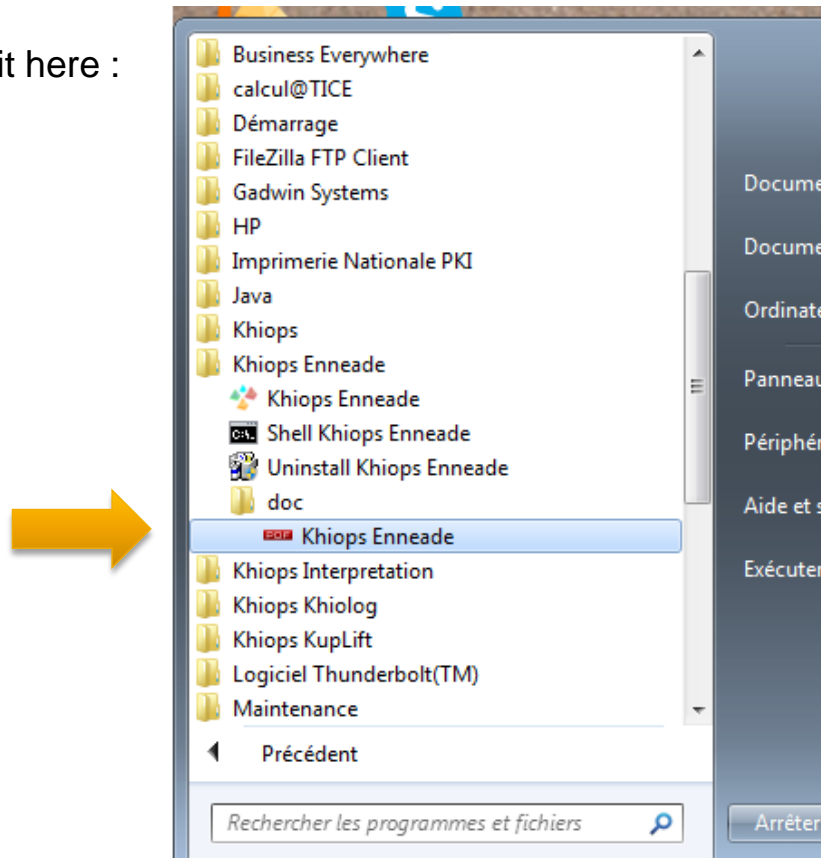 it here :
Business Everywhere
calcul@TICE
Démarrage
FileZilla FTP Client
Gadwin Systems
HP
Imprimerie Nationale PKI
Java
Khiops
Khiops Enneade
Khiops Enneade
C:\.
Shell Khiops Enneade
Uninstall Khiops Enneade
doc
PDF Khiops Enneade
Khiops Interpretation
Khiops Khiolog
Khiops KupLift
Logiciel Thunderbolt(TM)
Maintenance
Précédent
Rechercher les programmes et fichiers
Docume
Docume
Ordinate
Panneau
Périphér
Aide et s
Exécuter
Arrêter